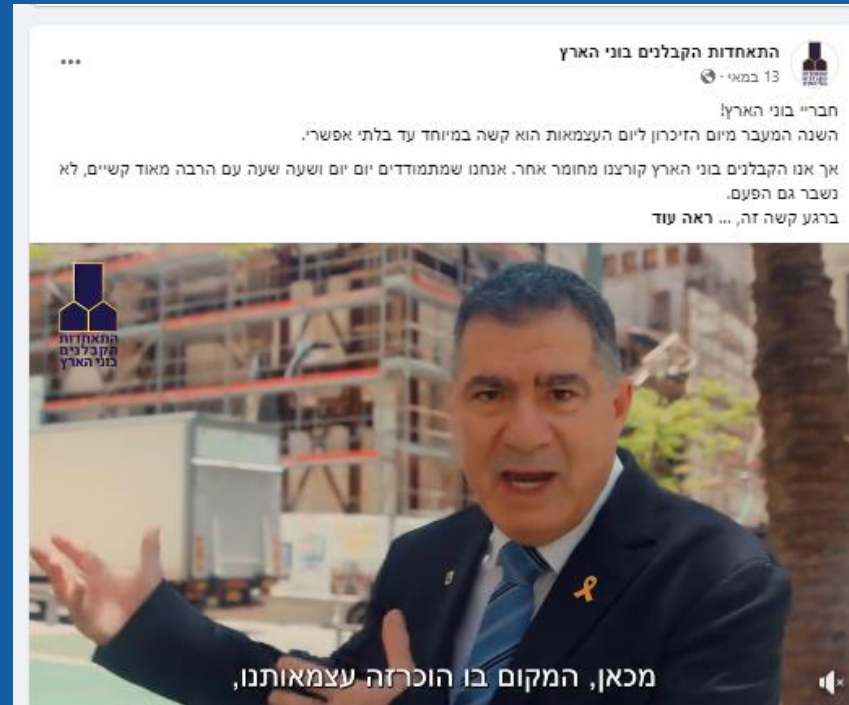 התאחדות הקבלנים בוני הארץ
13 במאי ·
חבריי בוני הארץ!
השנה המעבר מיום הזיכרון ליום העצמאות הוא קשה במיוחד עד בלתי אפשרי.
אך אנו הקבלנים בוני הארץ קורצנו מחומר אחר. אנחנו שמתמודדים יום יום ושעה שעה עם הרבה מאוד קשיים, לא
נשבר גם הפעם.
ברגע קשה זה, ... ראה עוד
התאחדות
הקבלנים
בוני הארץ
מכאן, המקום בו הוכרזה עצמאותנו,